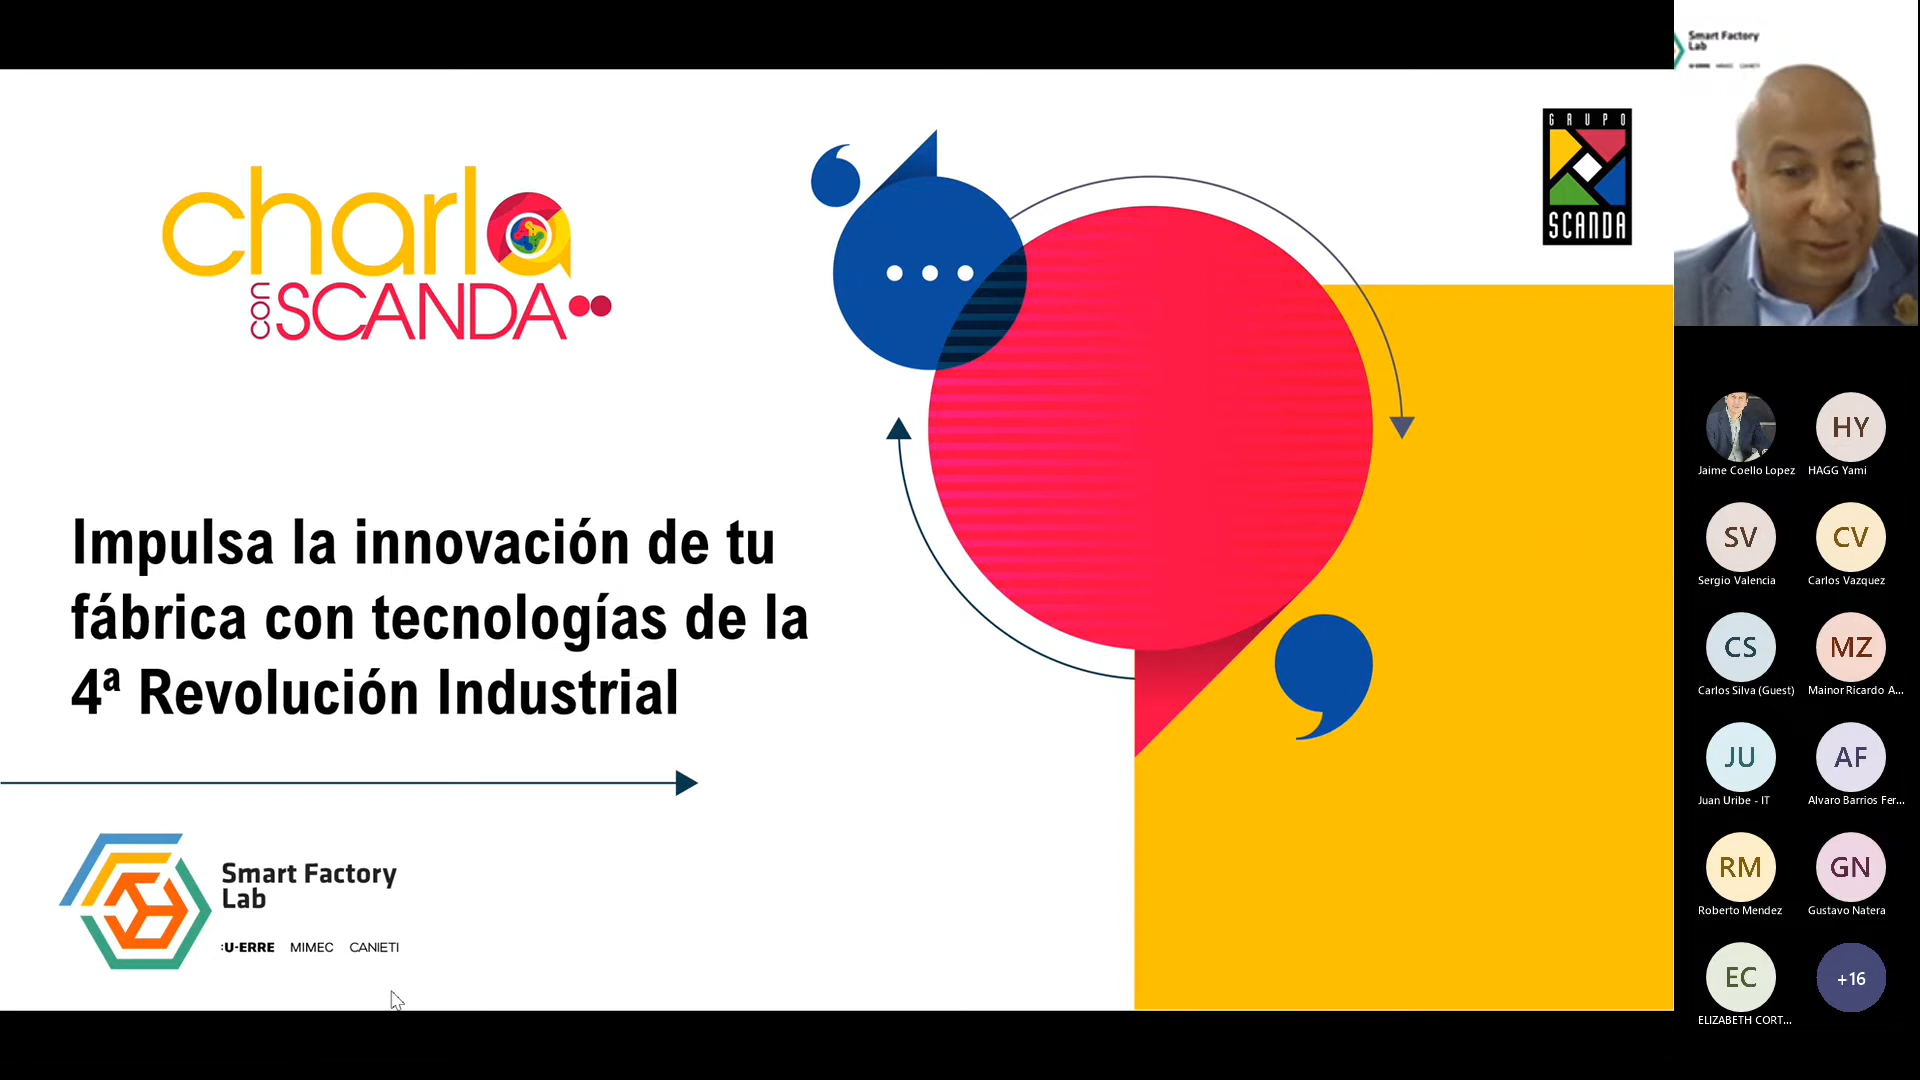 charla
con SCANDA
GRUPO
SCANDA
Impulsa la innovación de tu
fábrica con tecnologías de la
4ª Revolución Industrial
Smart Factory
Lab
:U-ERRE MIMEC CANIETI
Smart Factory
Lab
U-ERRE MIMEC CANIETI
Jaime Coello Lopez
HY
HAGG Yami
SV
Sergio Valencia
CV
Carlos Vazquez
CS
Carlos Silva (Guest)
MZ
Mainor Ricardo A...
JU
Juan Uribe - IT
AF
Alvaro Barrios Fer...
RM
Roberto Mendez
GN
Gustavo Natera
EC
ELIZABETH CORT...
+16